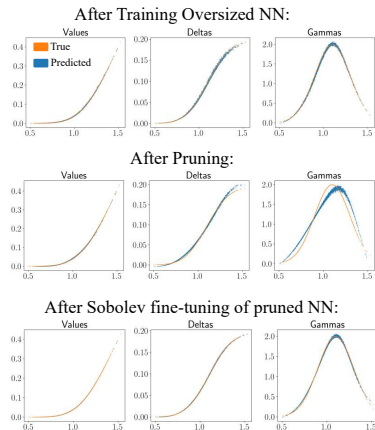 After Training Oversized NN:
Values
Deltas
Gammas
True
Predicted
0.4
0.3
0.2
0.1
0.0
0.5 1.0 1.5
0.20
0.15
0.10
0.05
0.00
0.5 1.0 1.5
2.0
1.5
1.0
0.5
0.0
0.5 1.0 1.5
After Pruning:
Values
Deltas
Gammas
0.4
0.3
0.2
0.1
0.0
0.5 1.0 1.5
0.20
0.15
0.10
0.05
0.00
0.5 1.0 1.5
2.0
1.5
1.0
0.5
0.0
0.5 1.0 1.5
After Sobolev fine-tuning of pruned NN:
Values
Deltas
Gammas
0.4
0.3
0.2
0.1
0.0
0.5 1.0 1.5
0.20
0.15
0.10
0.05
0.00
0.5 1.0 1.5
2.0
1.5
1.0
0.5
0.0
0.5 1.0 1.5